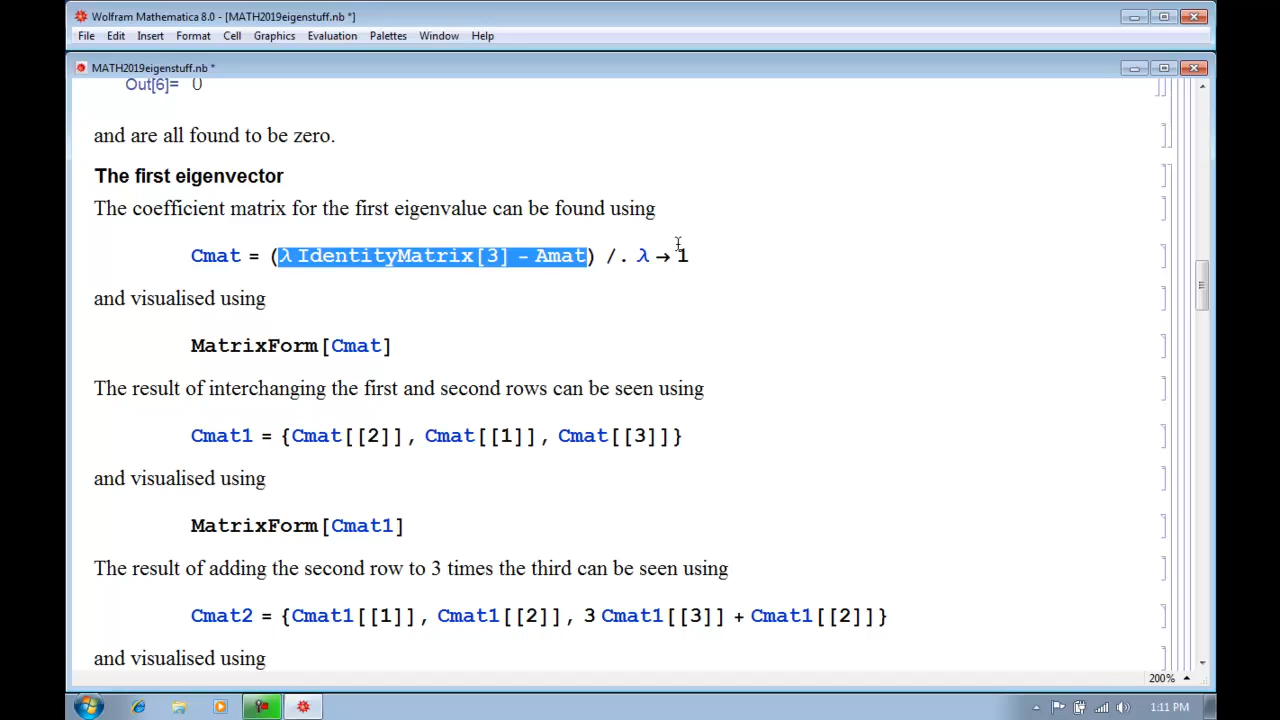 Wolfram Mathematica 8.0 - [MATH2019eigenstuff.nb *]
File Edit Insert Format Cell Graphics Evaluation Palettes Window Help
MATH2019eigenstuff.nb *
Out[6]= 0
and are all found to be zero.
The first eigenvector
The coefficient matrix for the first eigenvalue can be found using
Cmat = (λ IdentityMatrix[3] - Amat) /. λ → 1
and visualised using
MatrixForm[Cmat]
The result of interchanging the first and second rows can be seen using
Cmat1 = {Cmat[[2]], Cmat[[1]], Cmat[[3]]}
and visualised using
MatrixForm[Cmat1]
The result of adding the second row to 3 times the third can be seen using
Cmat2 = {Cmat1[[1]], Cmat1[[2]], 3 Cmat1[[3]] + Cmat1[[2]]}
and visualised using
200%
1:11 PM